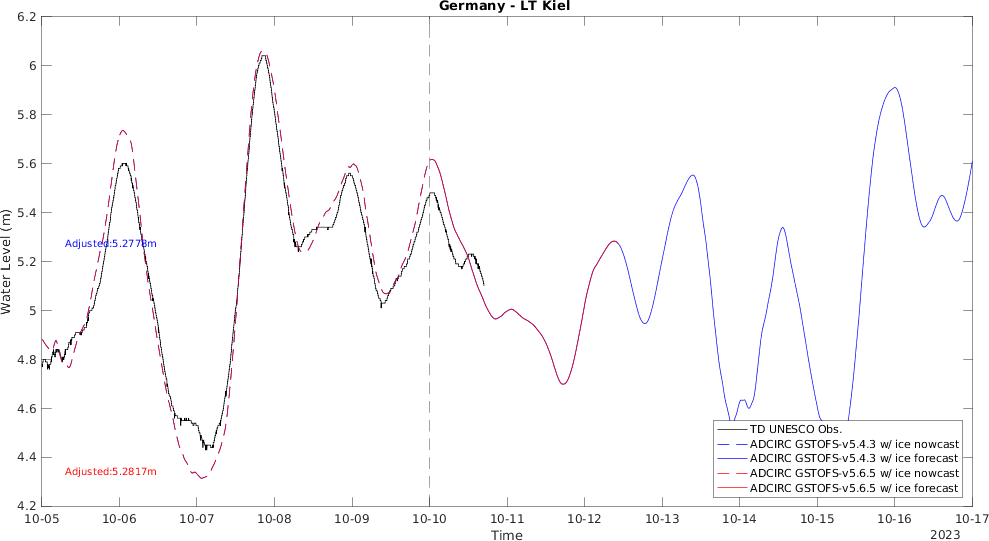 Germany - LT Kiel
6.2
6
5.8
5.6
5.4
5.2
5
4.8
4.6
4.4
4.2
Water Level (m)
Adjusted:5.2778m
Adjusted:5.2817m
TD UNESCO Obs.
ADCIRC GSTOFS-v5.4.3 w/ ice nowcast
ADCIRC GSTOFS-v5.4.3 w/ ice forecast
ADCIRC GSTOFS-v5.6.5 w/ ice nowcast
ADCIRC GSTOFS-v5.6.5 w/ ice forecast
10-05 10-06 10-07 10-08 10-09 10-10 10-11 10-12 10-13 10-14 10-15 10-16 10-17
Time
2023